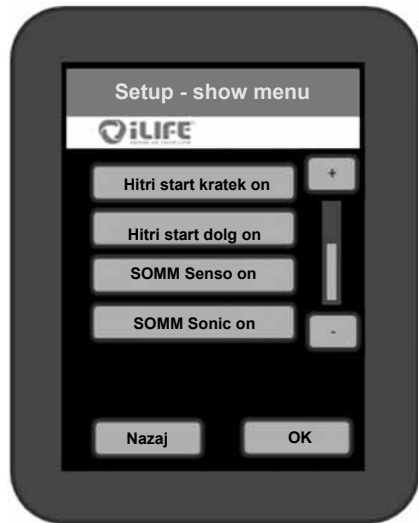 Setup - show menu
iLIFE
Hitri start kratek on
+
Hitri start dolg on
SOMM Senso on
SOMM Sonic on
-
Nazaj
OK